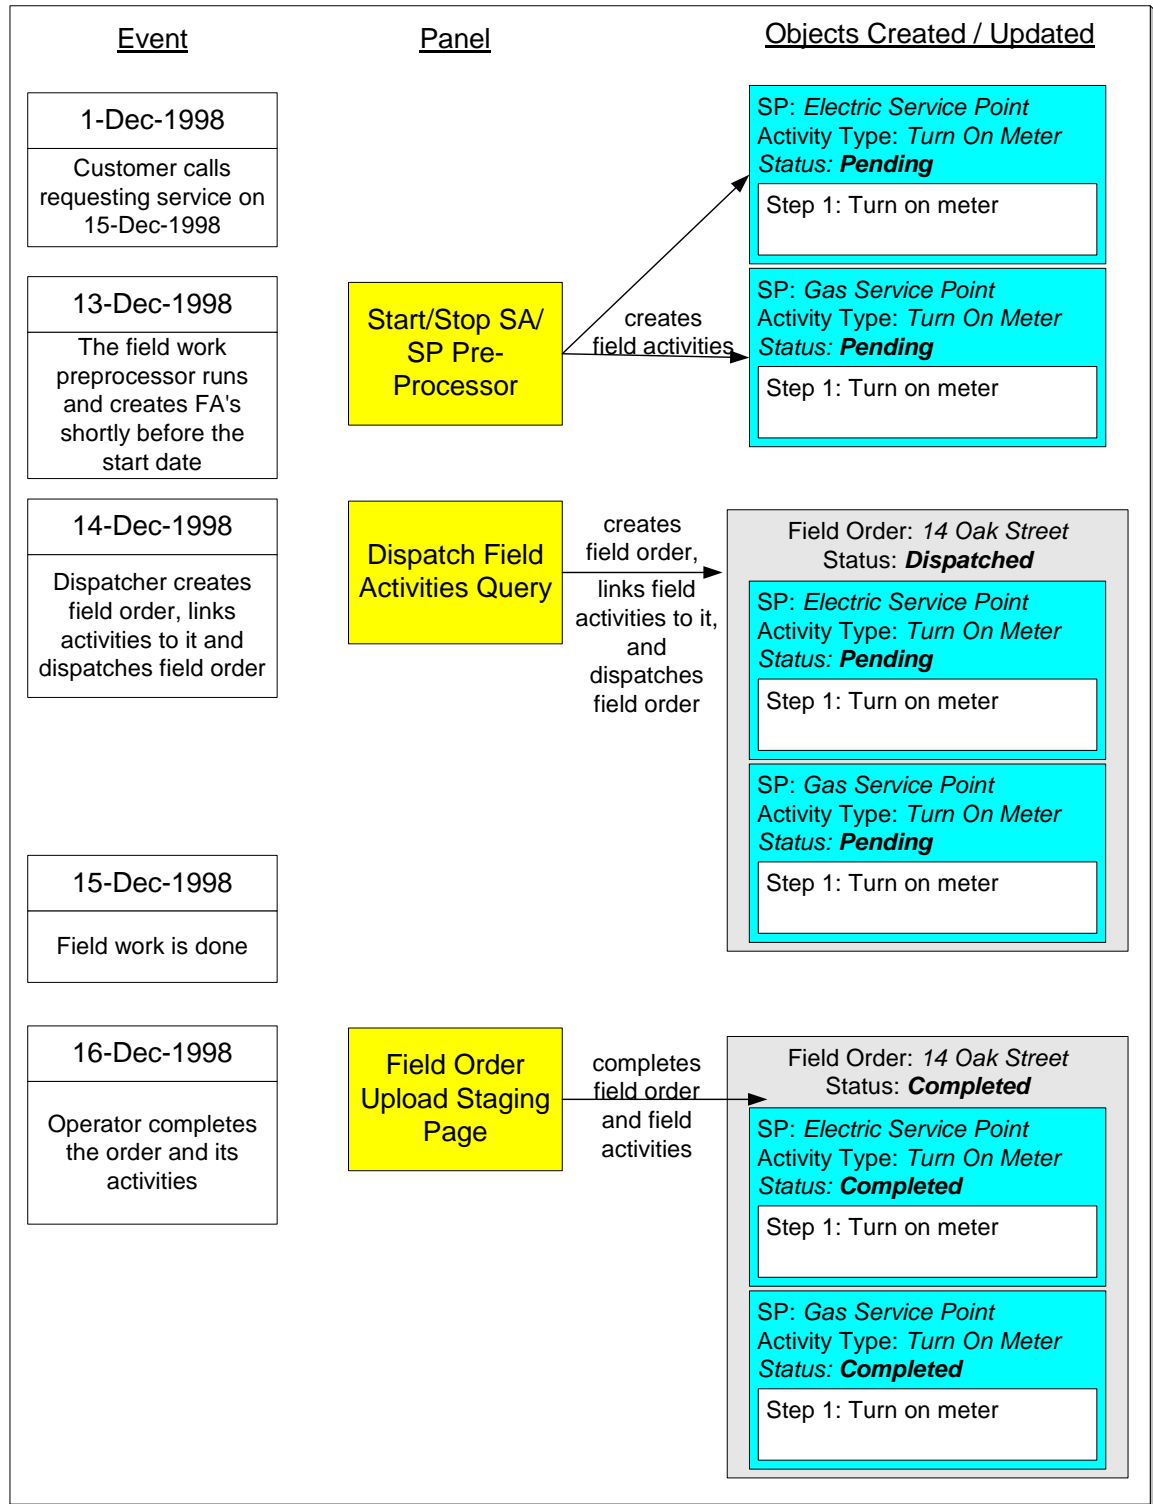 Event
Panel
Objects Created / Updated
1-Dec-1998
Customer calls
requesting service on
15-Dec-1998
SP: Electric Service Point
Activity Type: Turn On Meter
Status: Pending
Step 1: Turn on meter
13-Dec-1998
The field work
preprocessor runs
and creates FA's
shortly before the
start date
Start/Stop SA/
SP Pre-
Processor
creates
field activities
SP: Gas Service Point
Activity Type: Turn On Meter
Status: Pending
Step 1: Turn on meter
14-Dec-1998
Dispatcher creates
field order, links
activities to it and
dispatches field order
Dispatch Field
Activities Query
creates
field order,
links field
activities to it,
and
dispatches
field order
Field Order: 14 Oak Street
Status: Dispatched
SP: Electric Service Point
Activity Type: Turn On Meter
Status: Pending
Step 1: Turn on meter
SP: Gas Service Point
Activity Type: Turn On Meter
Status: Pending
Step 1: Turn on meter
15-Dec-1998
Field work is done
16-Dec-1998
Operator completes
the order and its
activities
Field Order
Upload Staging
Page
completes
field order
and field
activities
Field Order: 14 Oak Street
Status: Completed
SP: Electric Service Point
Activity Type: Turn On Meter
Status: Completed
Step 1: Turn on meter
SP: Gas Service Point
Activity Type: Turn On Meter
Status: Completed
Step 1: Turn on meter